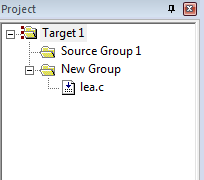 Project
Target 1
Source Group 1
New Group
lea.c